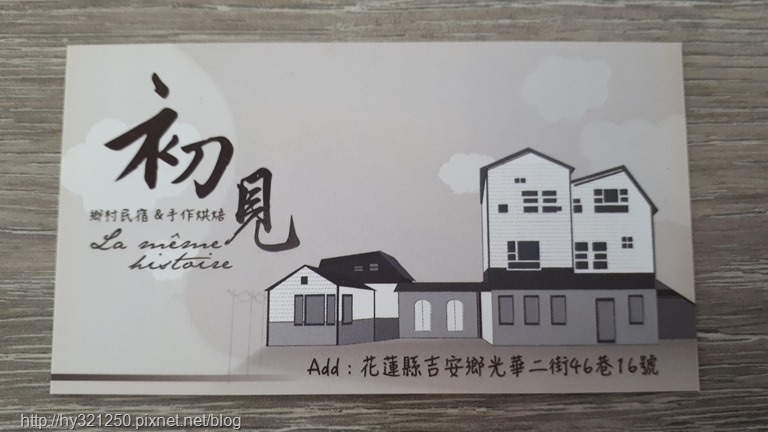 初見
鄉村民宿&手作烘焙
La même
histoire
Add：花蓮縣吉安鄉光華二街46巷16號
http://hy321250.pixnet.net/blog